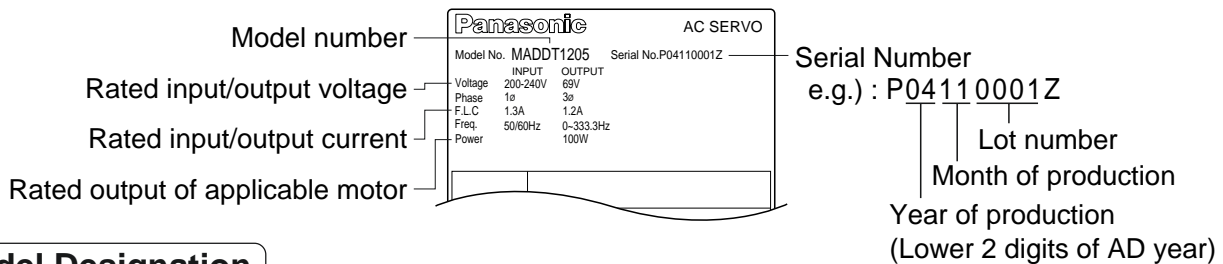 Model number
Rated input/output voltage
Rated input/output current
Rated output of applicable motor
Panasonic AC SERVO
Model No. MADDT1205 Serial No.P04110001Z
INPUT OUTPUT
Voltage 200-240V 69V
Phase 1ø 3ø
F.L.C 1.3A 1.2A
Freq. 50/60Hz 0~333.3Hz
Power 100W
Serial Number
e.g.) : P04110001Z
Lot number
Month of production
Year of production
(Lower 2 digits of AD year)
del Designation